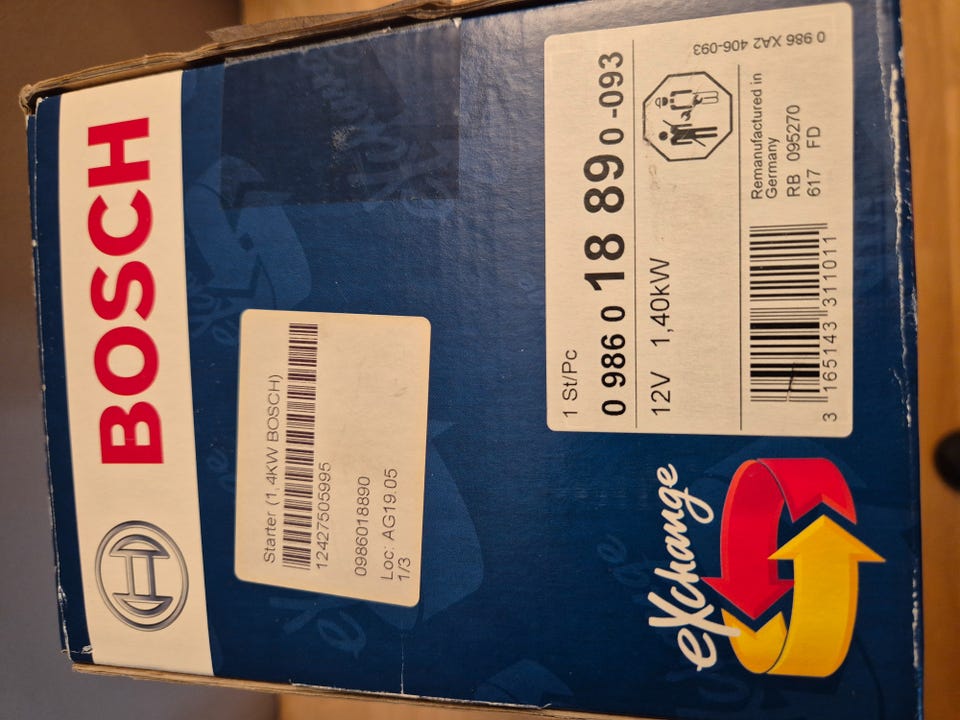 BOSCH
Starter (1,4KW BOSCH)
12427505995
0986018890
Loc: AG19.05
1/3
1 St/Pc
0 986 0 18 89 0 -093
12V 1,40kW
0 986 XA2 406-093
Remanufactured in
Germany
RB 095270
617 FD
3 165143 311011
eXchange